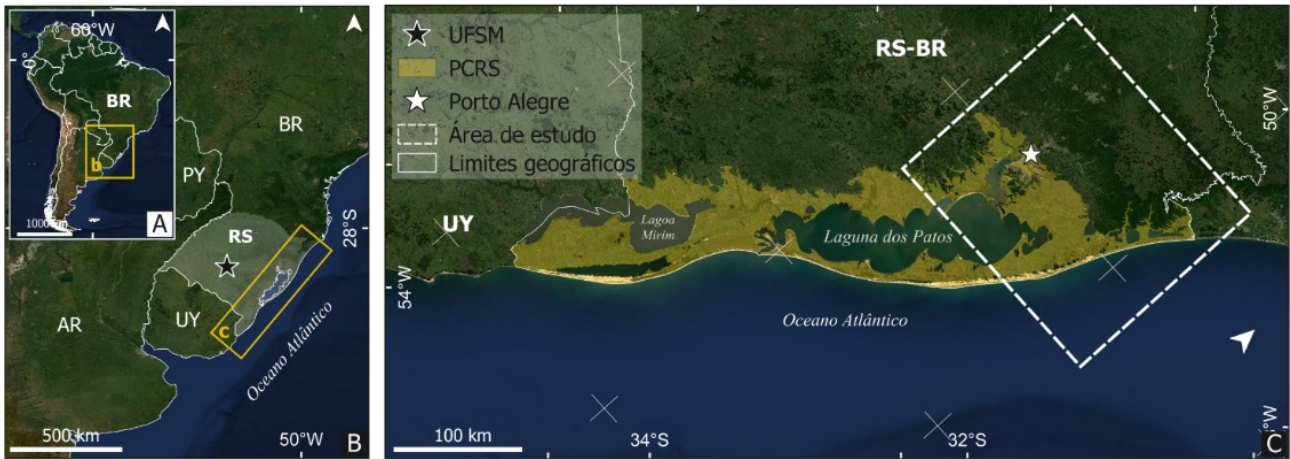 60°W
0°
BR
b
1000 km
A
BR
PY
RS
28°S
UY
c
AR
Oceano Atlântico
500 km
50°W
B
UFSM
PCRS
Porto Alegre
Área de estudo
Limites geográficos
RS-BR
50°W
UY
Lagoa
Mirim
Laguna dos Patos
54°W
Oceano Atlântico
100 km
34°S
32°S
C